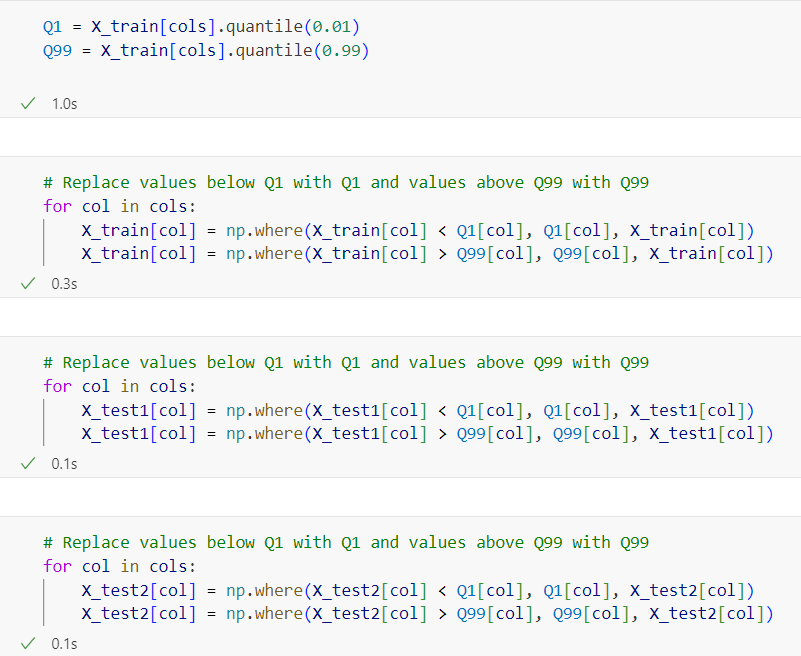 Q1 = X_train[cols].quantile(0.01)
Q99 = X_train[cols].quantile(0.99)
1.0s
# Replace values below Q1 with Q1 and values above Q99 with Q99
for col in cols:
    X_train[col] = np.where(X_train[col] < Q1[col], Q1[col], X_train[col])
    X_train[col] = np.where(X_train[col] > Q99[col], Q99[col], X_train[col])
0.3s
# Replace values below Q1 with Q1 and values above Q99 with Q99
for col in cols:
    X_test1[col] = np.where(X_test1[col] < Q1[col], Q1[col], X_test1[col])
    X_test1[col] = np.where(X_test1[col] > Q99[col], Q99[col], X_test1[col])
0.1s
# Replace values below Q1 with Q1 and values above Q99 with Q99
for col in cols:
    X_test2[col] = np.where(X_test2[col] < Q1[col], Q1[col], X_test2[col])
    X_test2[col] = np.where(X_test2[col] > Q99[col], Q99[col], X_test2[col])
0.1s